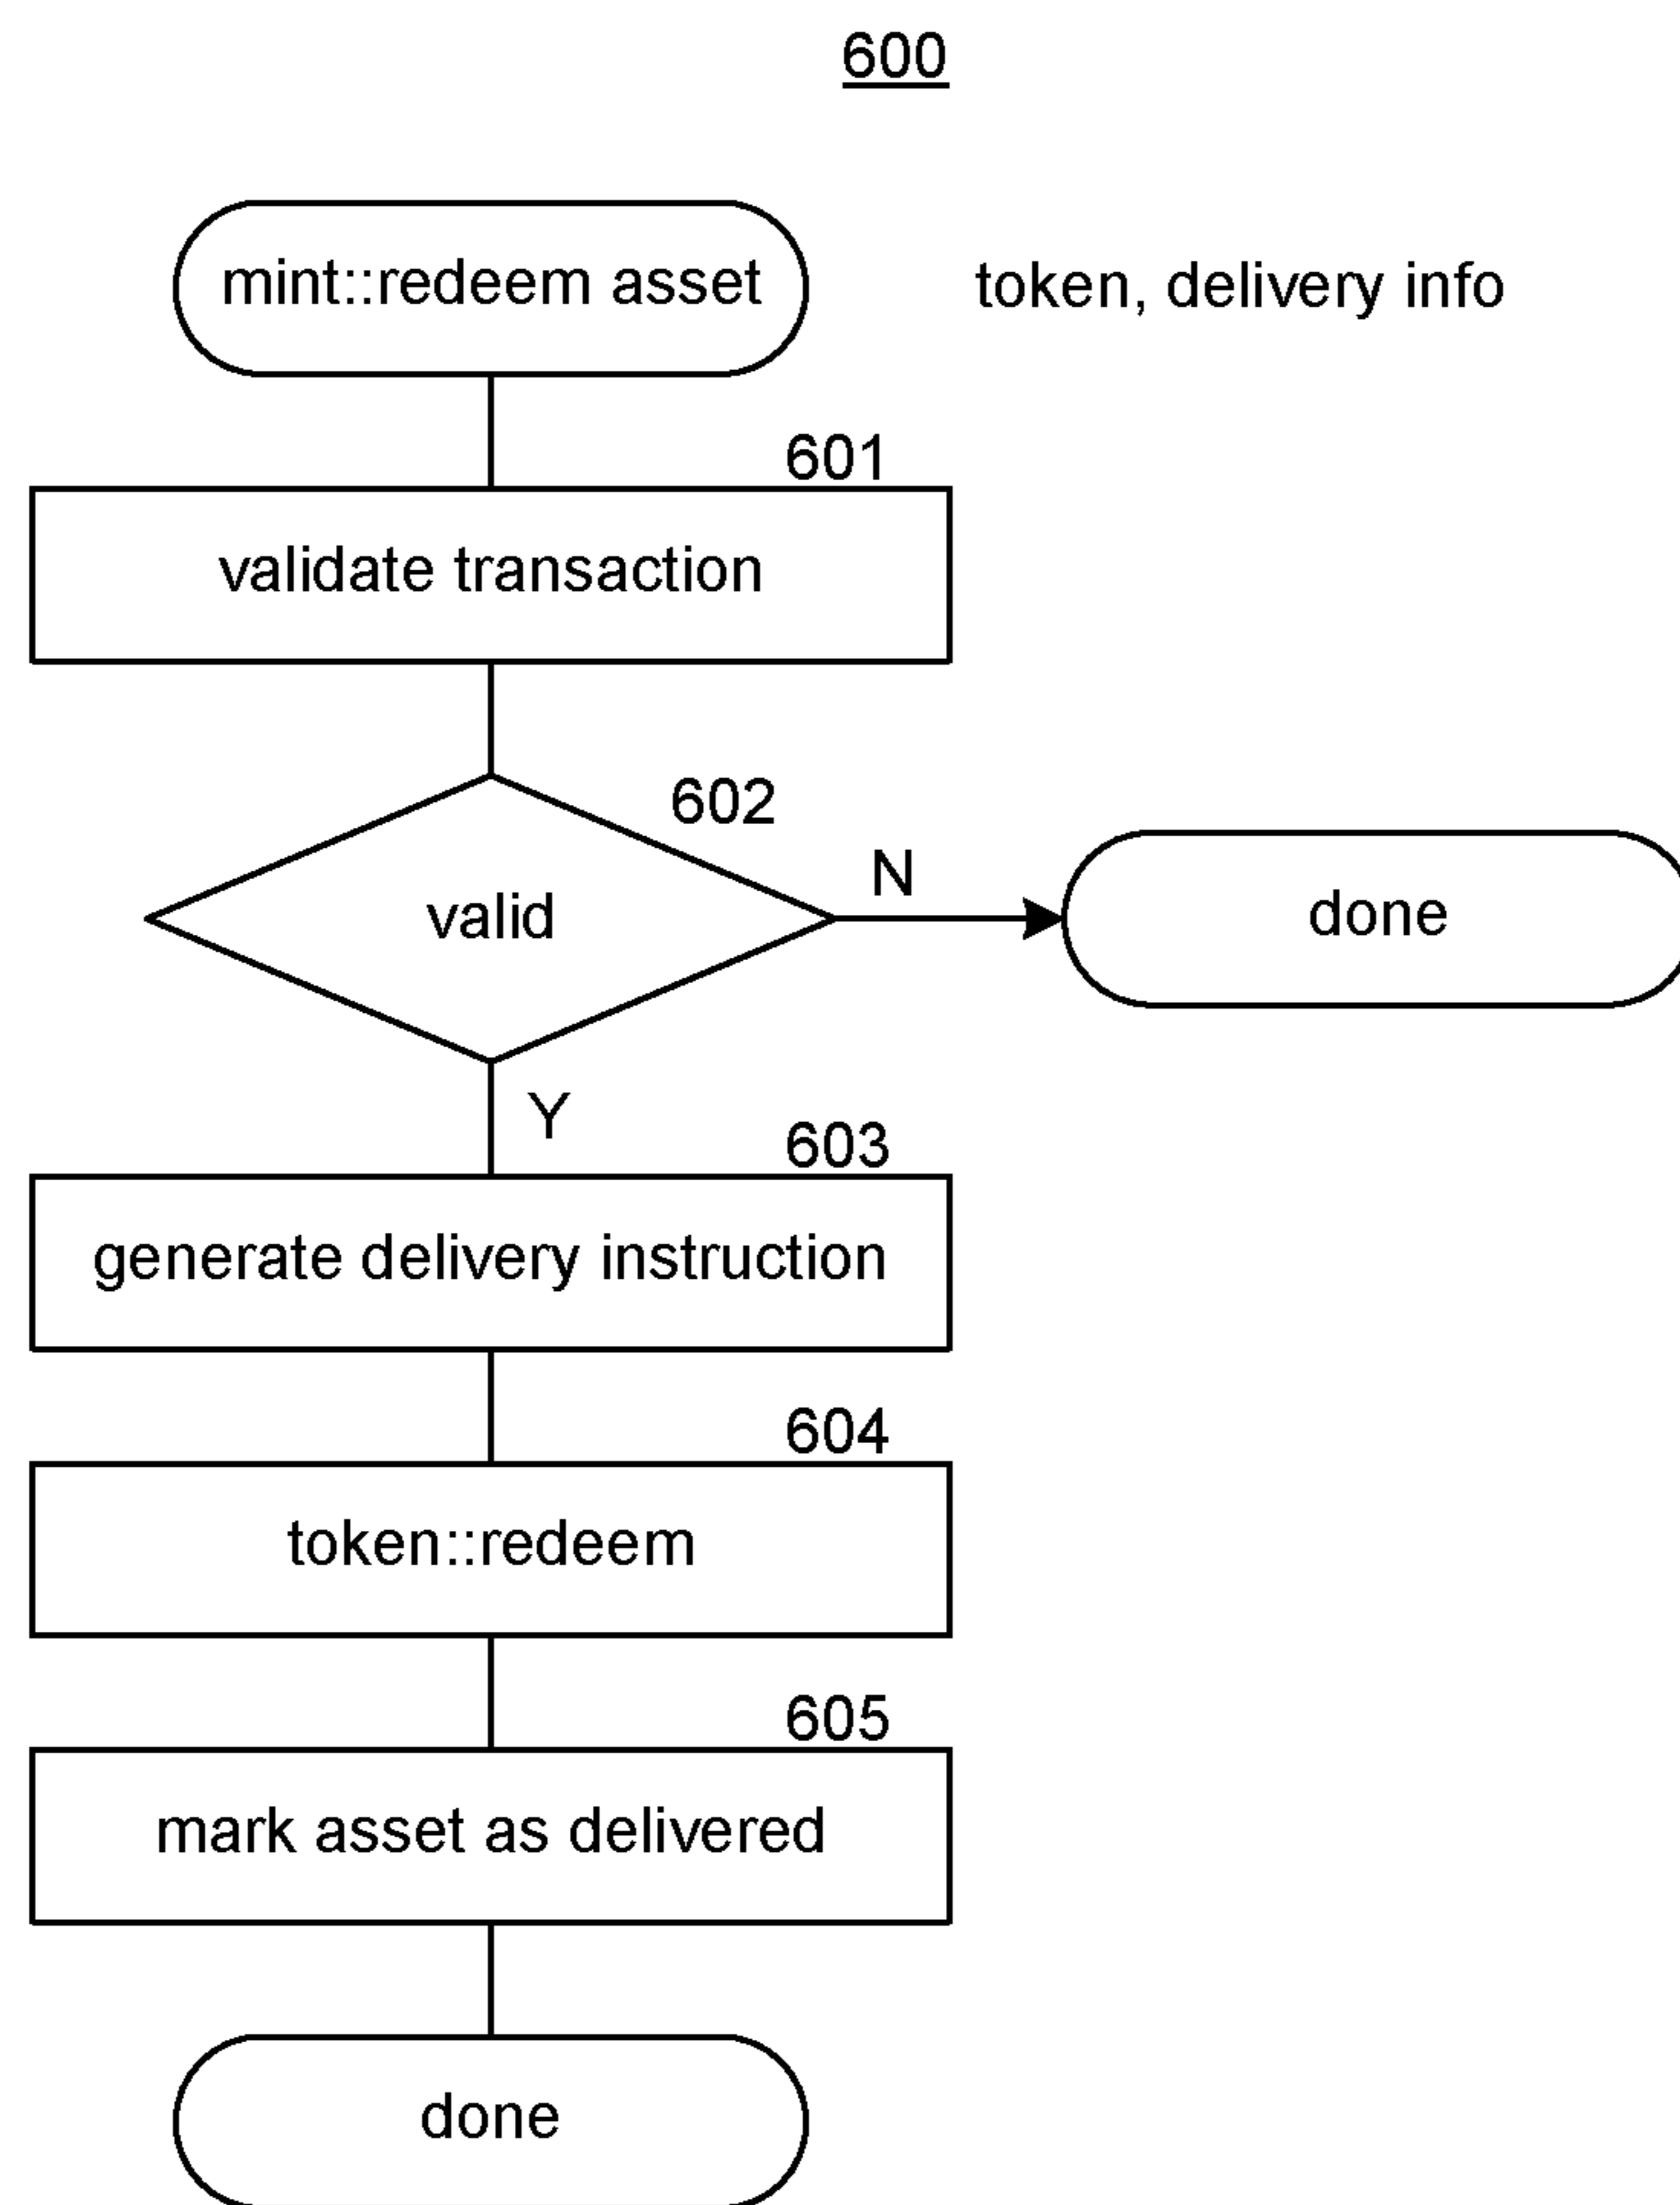 600
mint::redeem asset
token, delivery info
601
validate transaction
602
valid
N
done
Y
603
generate delivery instruction
604
token::redeem
605
mark asset as delivered
done